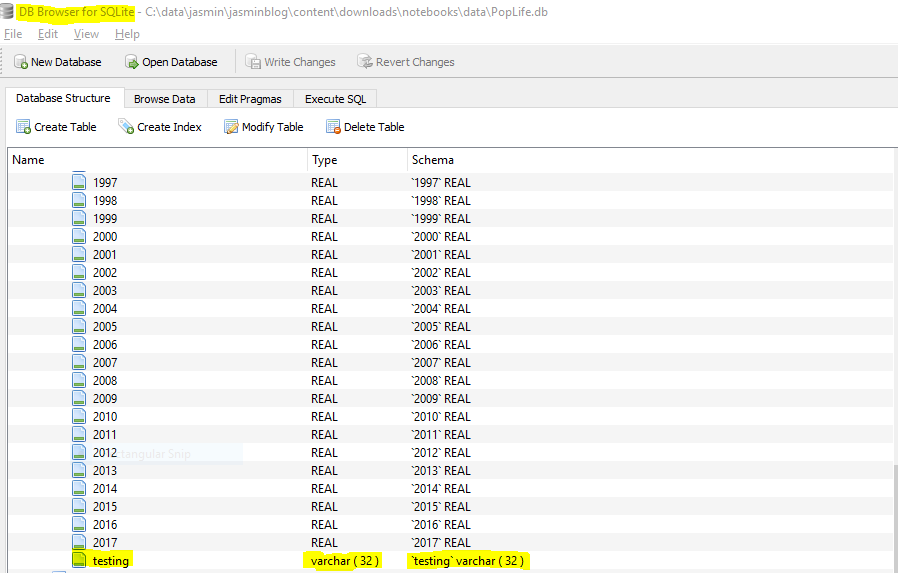 DB Browser for SQLite - C:\data\jasmin\jasminblog\content\downloads\notebooks\data\PopLife.db
File Edit View Help
New Database Open Database Write Changes Revert Changes
Database Structure Browse Data Edit Pragmas Execute SQL
Create Table Create Index Modify Table Delete Table
Name Type Schema
1997 REAL `1997` REAL
1998 REAL `1998` REAL
1999 REAL `1999` REAL
2000 REAL `2000` REAL
2001 REAL `2001` REAL
2002 REAL `2002` REAL
2003 REAL `2003` REAL
2004 REAL `2004` REAL
2005 REAL `2005` REAL
2006 REAL `2006` REAL
2007 REAL `2007` REAL
2008 REAL `2008` REAL
2009 REAL `2009` REAL
2010 REAL `2010` REAL
2011 REAL `2011` REAL
2012 tangular Snip REAL `2012` REAL
2013 REAL `2013` REAL
2014 REAL `2014` REAL
2015 REAL `2015` REAL
2016 REAL `2016` REAL
2017 REAL `2017` REAL
testing varchar ( 32 ) `testing` varchar ( 32 )